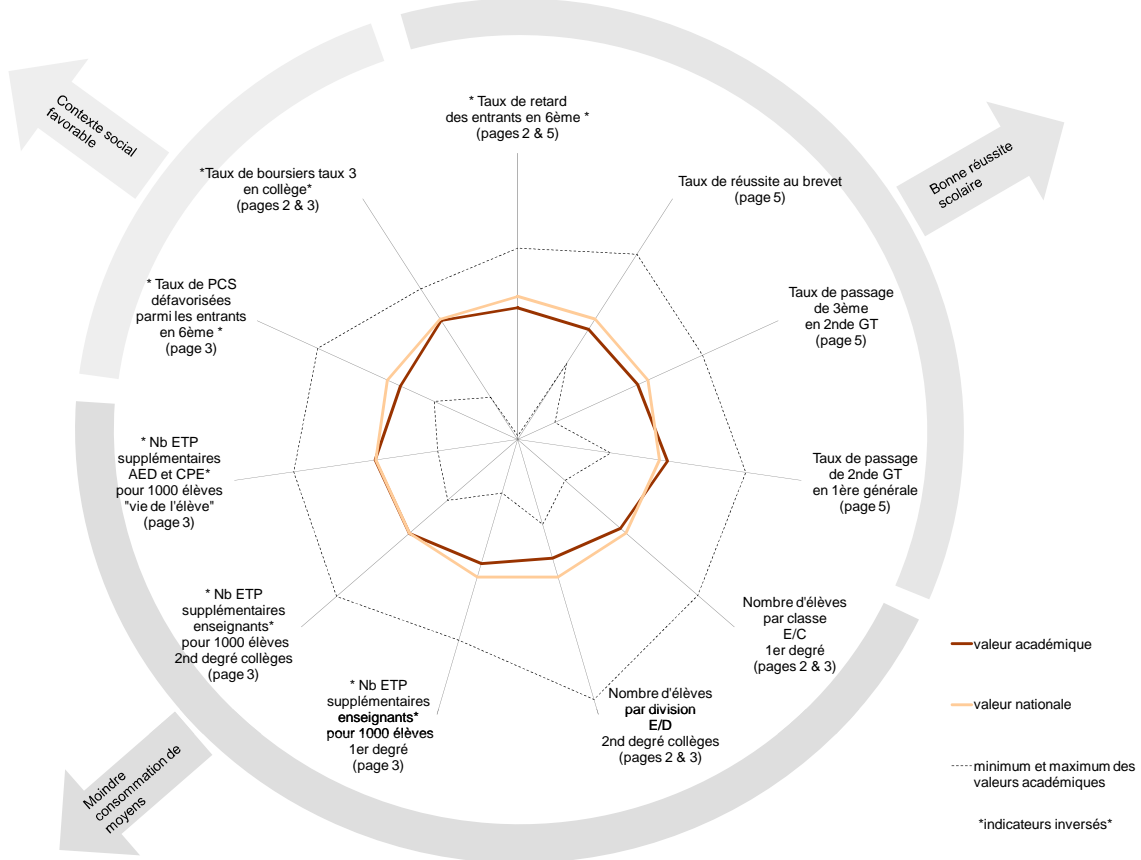 Contexte social
favorable
* Taux de retard
des entrants en 6ème *
(pages 2 & 5)
Bonne réussite
scolaire
*Taux de boursiers taux 3
en collège*
(pages 2 & 3)
Taux de réussite au brevet
(page 5)
* Taux de PCS
défavorisées
parmi les entrants
en 6ème *
(page 3)
Taux de passage
de 3ème
en 2nde GT
(page 5)
* Nb ETP
supplémentaires
AED et CPE*
pour 1000 élèves
"vie de l'élève"
(page 3)
Taux de passage
de 2nde GT
en 1ère générale
(page 5)
* Nb ETP
supplémentaires
enseignants*
pour 1000 élèves
2nd degré collèges
(page 3)
Nombre d'élèves
par classe
E/C
1er degré
(pages 2 & 3)
* Nb ETP
supplémentaires
enseignants*
pour 1000 élèves
1er degré
(page 3)
Nombre d'élèves
par division
E/D
2nd degré collèges
(pages 2 & 3)
Moindre
consommation de
moyens
valeur académique
valeur nationale
minimum et maximum des
valeurs académiques
*indicateurs inversés*